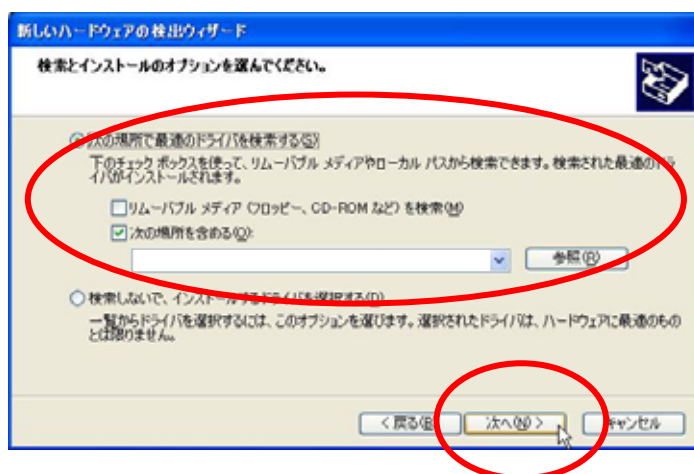 新しいハードウェアの検出ウィザード
検索とインストールのオプションを選んでください。
次の場所で最適のドライバを検索する(S)
下のチェック ボックスを使って、リムーバブル メディアやローカル パスから検索できます。検索された最適のドラ
イバがインストールされます。
リムーバブル メディア (フロッピー、CD-ROM など) を検索(M)
次の場所を含める(O):
参照(R)
検索しないで、インストールするドライバを選択する(D)
一覧からドライバを選択するには、このオプションを選びます。選択されたドライバは、ハードウェアに最適のもの
とは限りません。
< 戻る(B) 次へ(N) > キャンセル